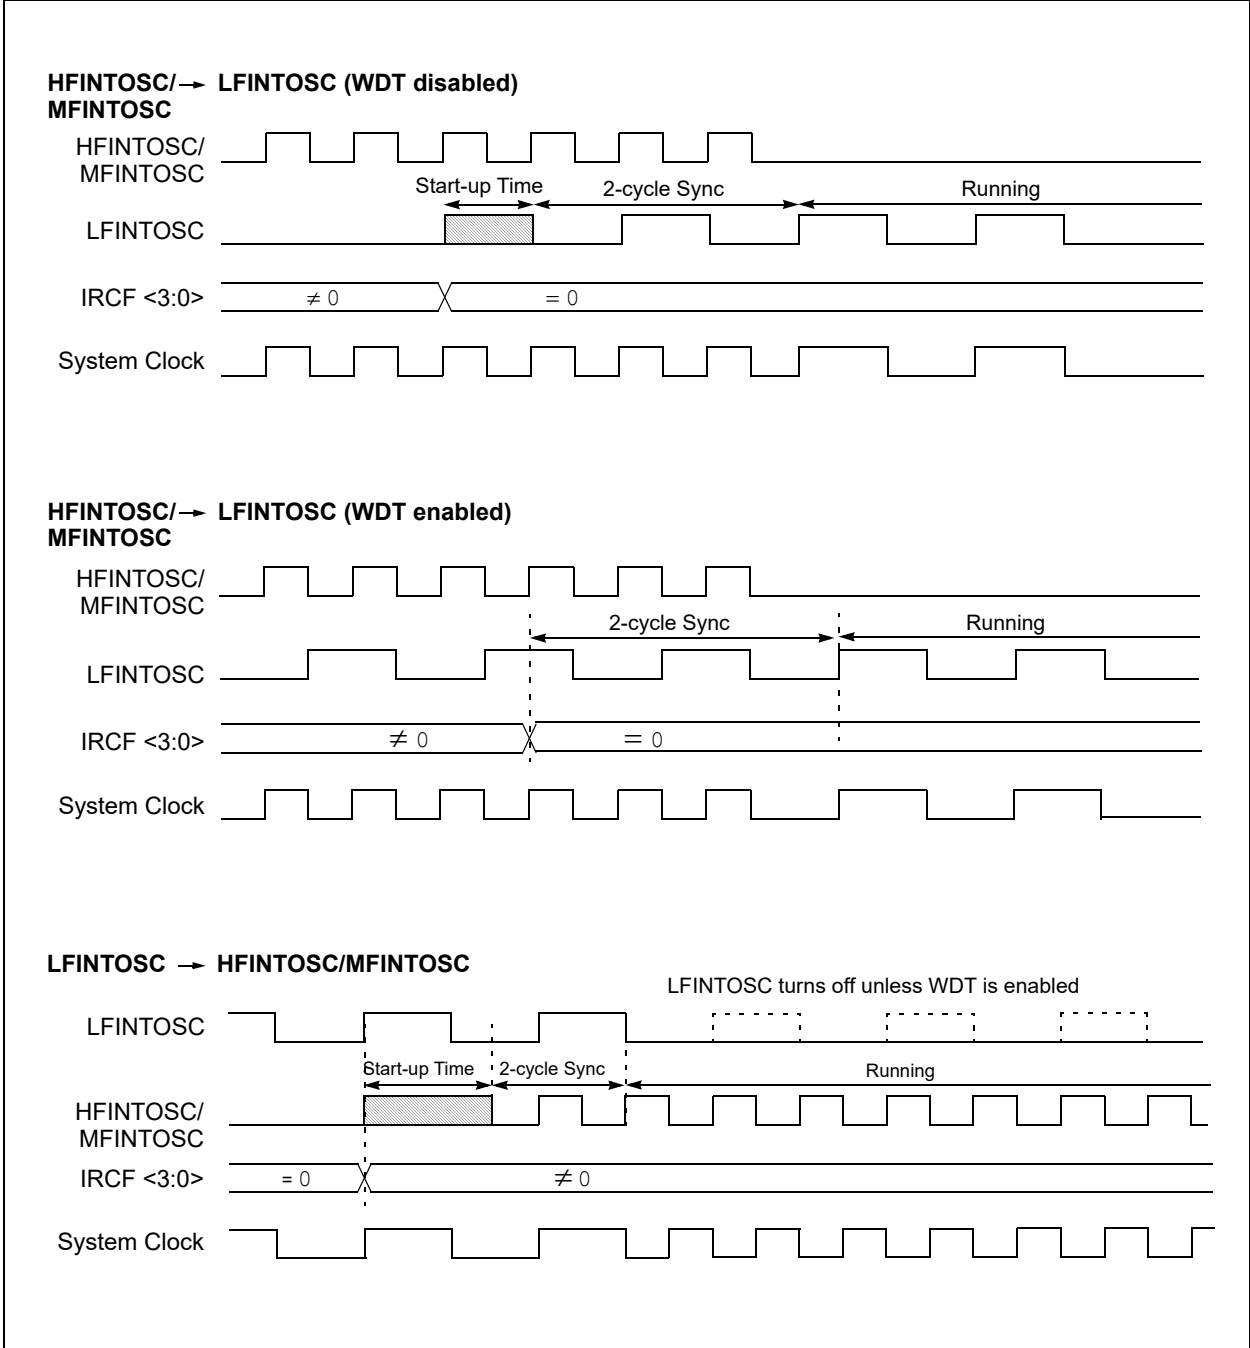 HFINTOSC/→ LFINTOSC (WDT disabled)
MFINTOSC
HFINTOSC/
MFINTOSC
Start-up Time 2-cycle Sync Running
LFINTOSC
IRCF <3:0> ≠ 0 = 0
System Clock
HFINTOSC/→ LFINTOSC (WDT enabled)
MFINTOSC
HFINTOSC/
MFINTOSC
2-cycle Sync Running
LFINTOSC
IRCF <3:0> ≠ 0 = 0
System Clock
LFINTOSC → HFINTOSC/MFINTOSC
LFINTOSC turns off unless WDT is enabled
LFINTOSC
Start-up Time 2-cycle Sync Running
HFINTOSC/
MFINTOSC
IRCF <3:0> = 0 ≠ 0
System Clock